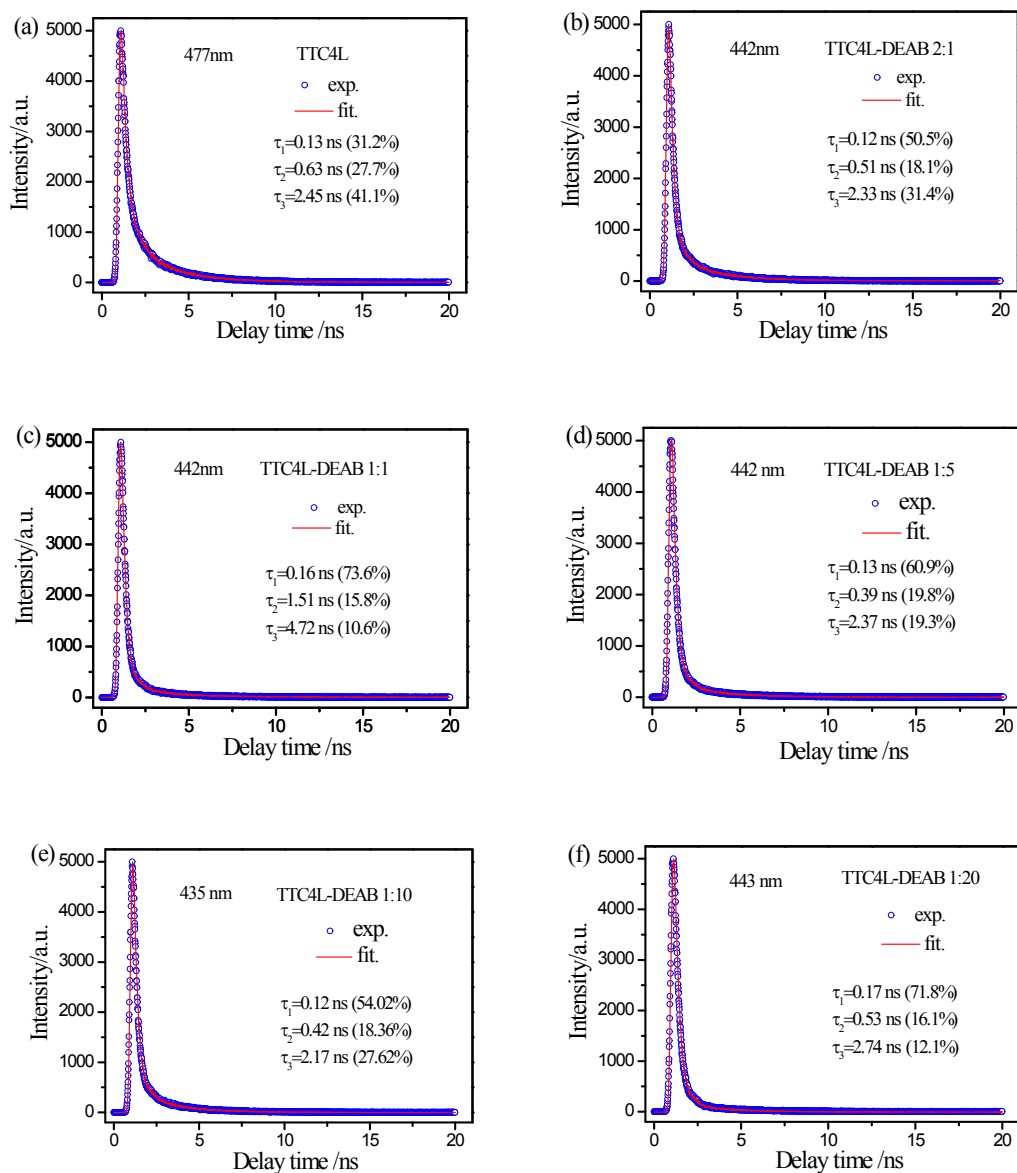 (a)
477nm TTC4L
exp.
fit.
τ1=0.13 ns (31.2%)
τ2=0.63 ns (27.7%)
τ3=2.45 ns (41.1%)
Intensity/a.u.
5000
4000
3000
2000
1000
0
0 5 10 15 20
Delay time /ns
(b)
442nm TTC4L-DEAB 2:1
exp.
fit.
τ1=0.12 ns (50.5%)
τ2=0.51 ns (18.1%)
τ3=2.33 ns (31.4%)
Intensity/a.u.
5000
4000
3000
2000
1000
0
0 5 10 15 20
Delay time /ns
(c)
442nm TTC4L-DEAB 1:1
exp.
fit.
τ1=0.16 ns (73.6%)
τ2=1.51 ns (15.8%)
τ3=4.72 ns (10.6%)
Intensity/a.u.
5000
4000
3000
2000
1000
0
0 5 10 15 20
Delay time /ns
(d)
442 nm TTC4L-DEAB 1:5
exp.
fit.
τ1=0.13 ns (60.9%)
τ2=0.39 ns (19.8%)
τ3=2.37 ns (19.3%)
Intensity/a.u.
5000
4000
3000
2000
1000
0
0 5 10 15 20
Delay time /ns
(e)
435 nm TTC4L-DEAB 1:10
exp.
fit.
τ1=0.12 ns (54.02%)
τ2=0.42 ns (18.36%)
τ3=2.17 ns (27.62%)
Intensity/a.u.
5000
4000
3000
2000
1000
0
0 5 10 15 20
Delay time /ns
(f)
443 nm TTC4L-DEAB 1:20
exp.
fit.
τ1=0.17 ns (71.8%)
τ2=0.53 ns (16.1%)
τ3=2.74 ns (12.1%)
Intensity/a.u.
5000
4000
3000
2000
1000
0
0 5 10 15 20
Delay time /ns